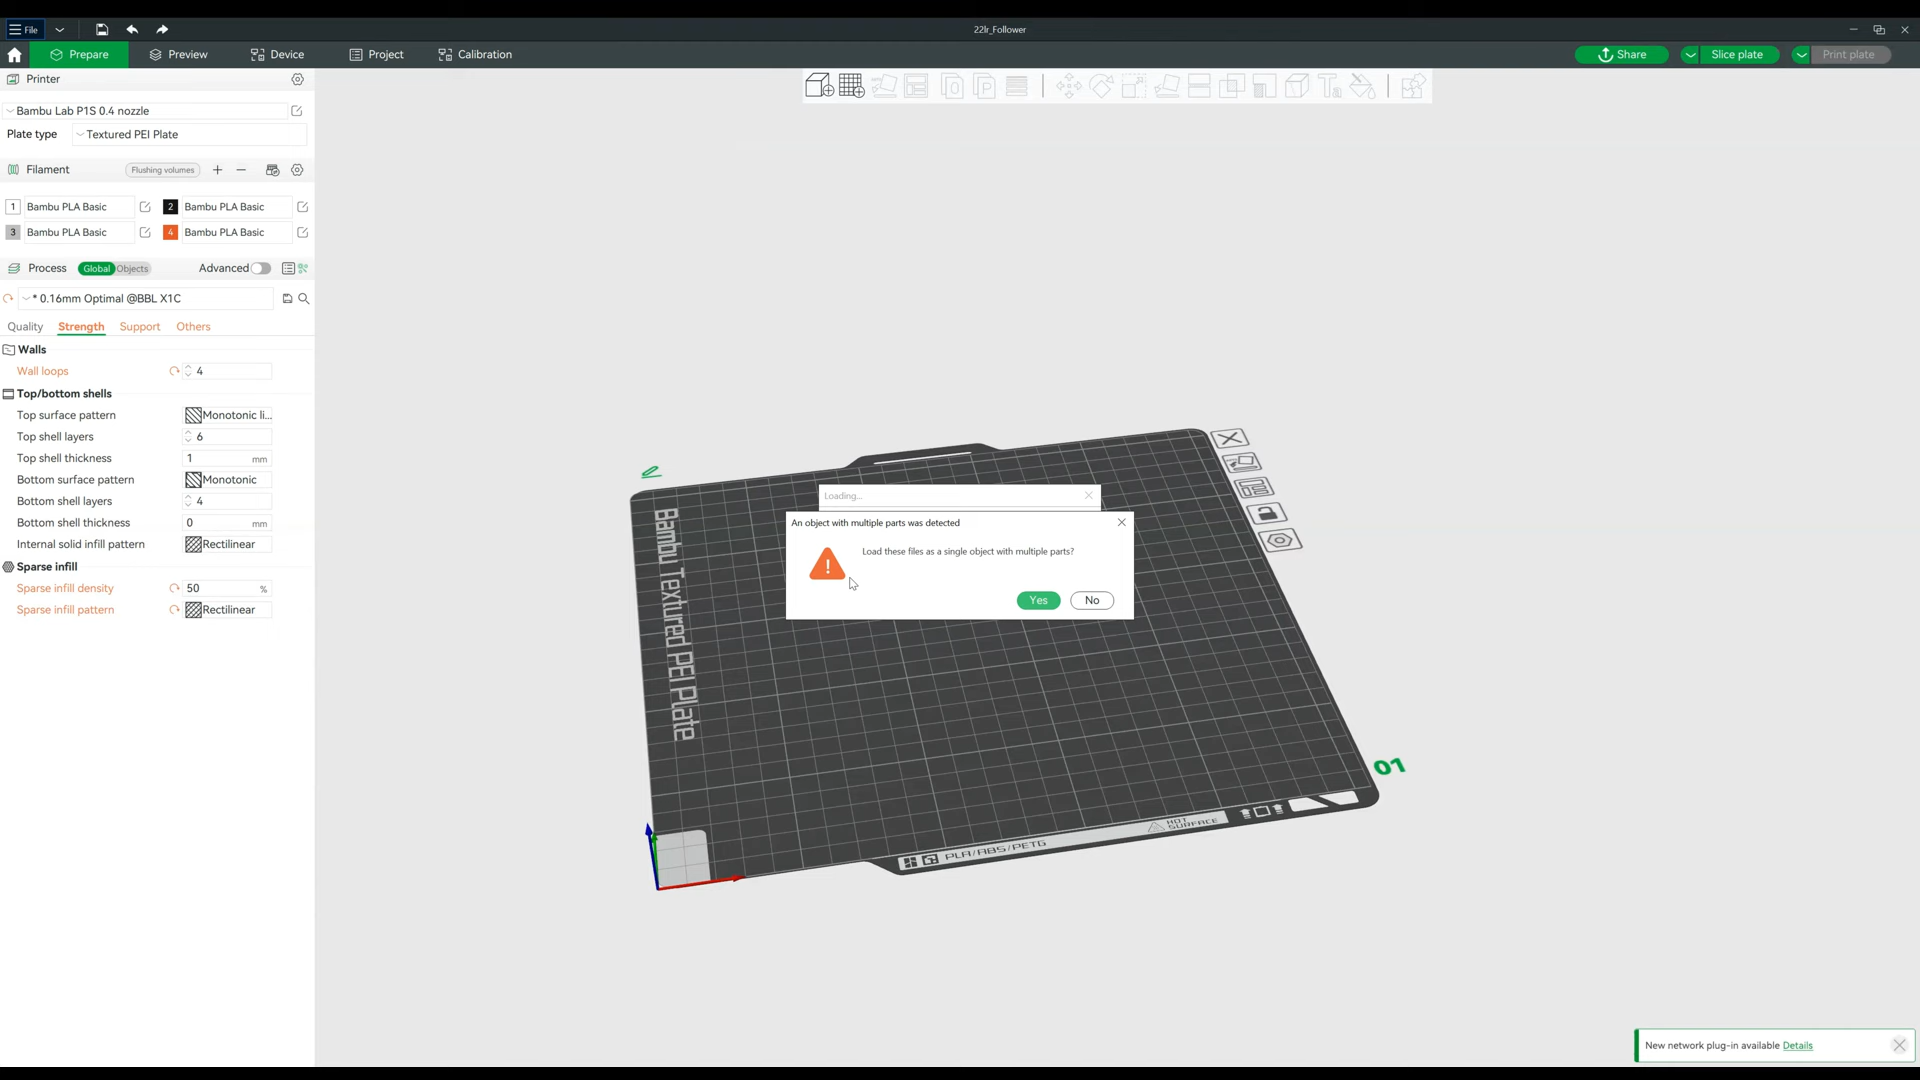 File
22lr_Follower
Prepare
Preview
Device
Project
Calibration
Share
Slice plate
Print plate
Printer
Bambu Lab P1S 0.4 nozzle
Plate type
Textured PEI Plate
Filament
Flushing volumes
1 Bambu PLA Basic
2 Bambu PLA Basic
3 Bambu PLA Basic
4 Bambu PLA Basic
Process
Global
Objects
Advanced
* 0.16mm Optimal @BBL X1C
Quality
Strength
Support
Others
Walls
Wall loops 4
Top/bottom shells
Top surface pattern Monotonic li...
Top shell layers 6
Top shell thickness 1 mm
Bottom surface pattern Monotonic
Bottom shell layers 4
Bottom shell thickness 0 mm
Internal solid infill pattern Rectilinear
Sparse infill
Sparse infill density 50 %
Sparse infill pattern Rectilinear
Loading...
An object with multiple parts was detected
Load these files as a single object with multiple parts?
Yes
No
Bambu Textured PEI Plate
01
HOT
SURFACE
PLA/ABS/PETG
New network plug-in available Details